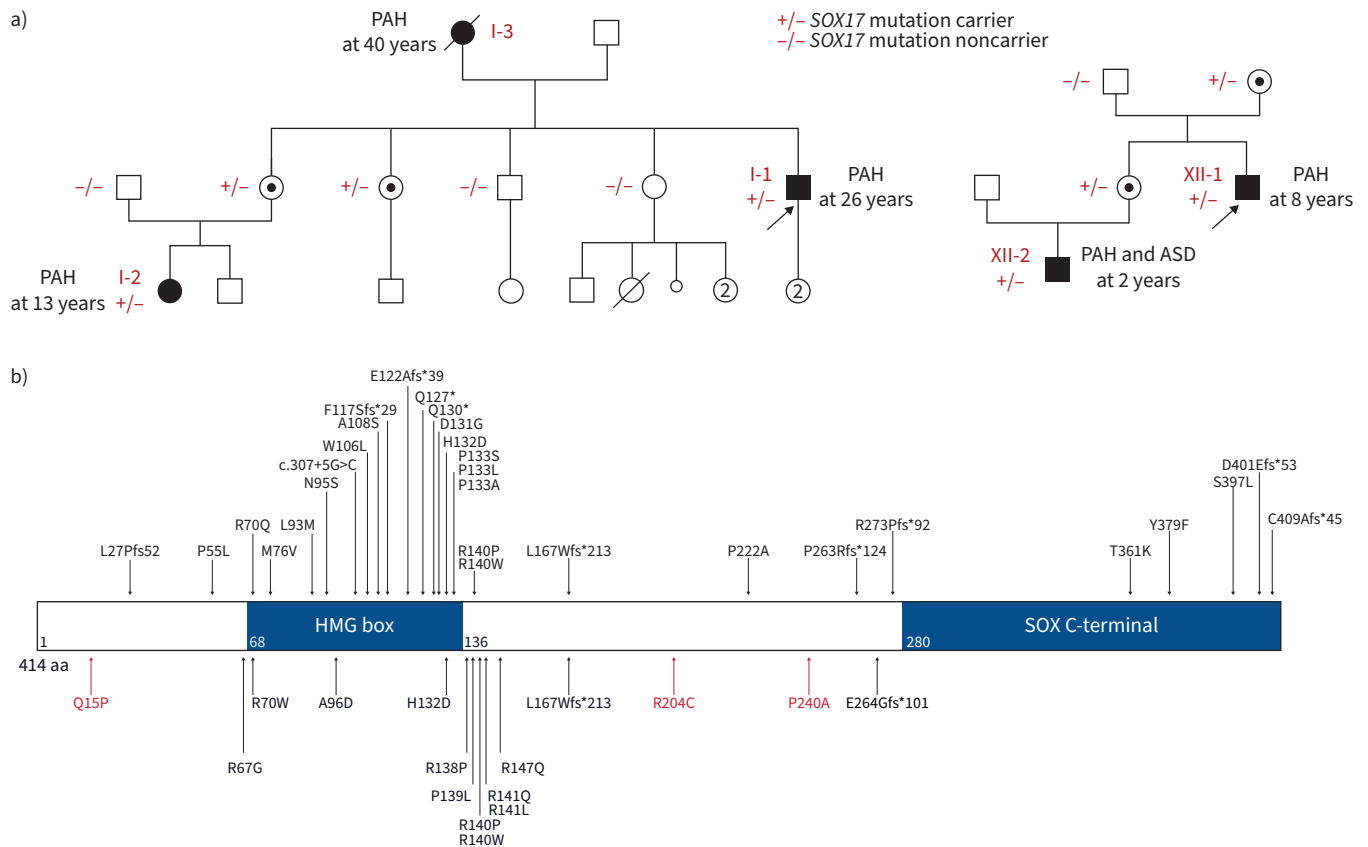 a)
PAH
at 40 years
I-3
+/– SOX17 mutation carrier
–/– SOX17 mutation noncarrier
–/–
+/–
–/–
+/–
+/–
–/–
–/–
I-1
+/–
PAH
at 26 years
+/–
XII-1
+/–
PAH
at 8 years
PAH
at 13 years
I-2
+/–
2
2
XII-2
+/–
PAH and ASD
at 2 years
b)
E122Afs*39
Q127*
F117Sfs*29
Q130*
A108S
D131G
W106L
H132D
c.307+5G>C
P133S
P133L
P133A
N95S
D401Efs*53
S397L
C409Afs*45
R70Q
L93M
R273Pfs*92
Y379F
L27Pfs52
P55L
M76V
R140P
R140W
L167Wfs*213
P222A
P263Rfs*124
T361K
HMG box
SOX C-terminal
1
68
136
280
414 aa
Q15P
R70W
A96D
H132D
L167Wfs*213
R204C
P240A
E264Gfs*101
R67G
R138P
R147Q
P139L
R141Q
R141L
R140P
R140W